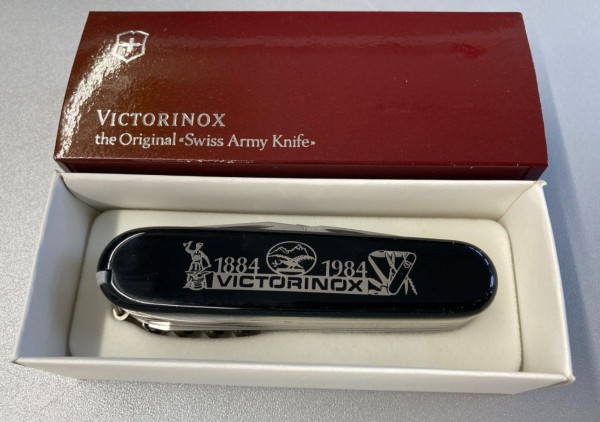 VICTORINOX
the Original «Swiss Army Knife»
1884 1984
VICTORINOX